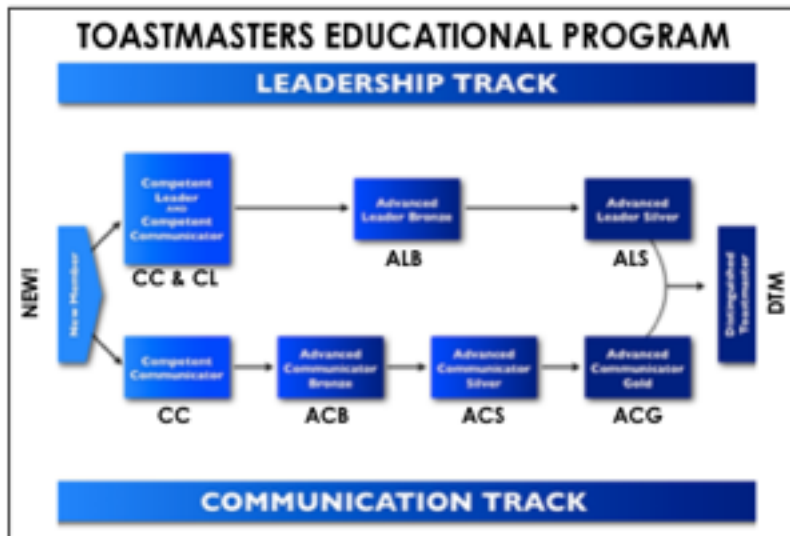 TOASTMASTERS EDUCATIONAL PROGRAM
LEADERSHIP TRACK
NEW!
New Member
Competent
Leader
AND
Competent
Communicator
CC & CL
Advanced
Leader Bronze
ALB
Advanced
Leader Silver
ALS
Competent
Communicator
CC
Advanced
Communicator
Bronze
ACB
Advanced
Communicator
Silver
ACS
Advanced
Communicator
Gold
ACG
Distinguished
Toastmaster
DTM
COMMUNICATION TRACK